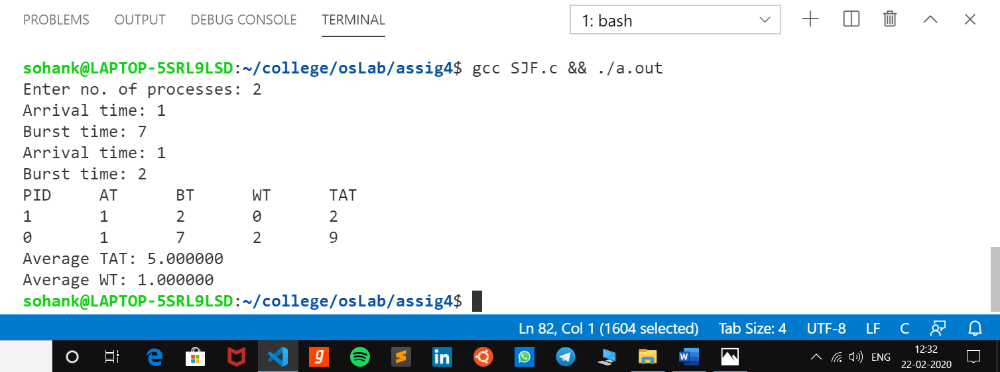 PROBLEMS OUTPUT DEBUG CONSOLE TERMINAL 1: bash
sohank@LAPTOP-5SRL9LSD:~/college/osLab/assig4$ gcc SJF.c && ./a.out
Enter no. of processes: 2
Arrival time: 1
Burst time: 7
Arrival time: 1
Burst time: 2
PID AT BT WT TAT
1 1 2 0 2
0 1 7 2 9
Average TAT: 5.000000
Average WT: 1.000000
sohank@LAPTOP-5SRL9LSD:~/college/osLab/assig4$
Ln 82, Col 1 (1604 selected) Tab Size: 4 UTF-8 LF C
e g S in W ENG 12:32
22-02-2020